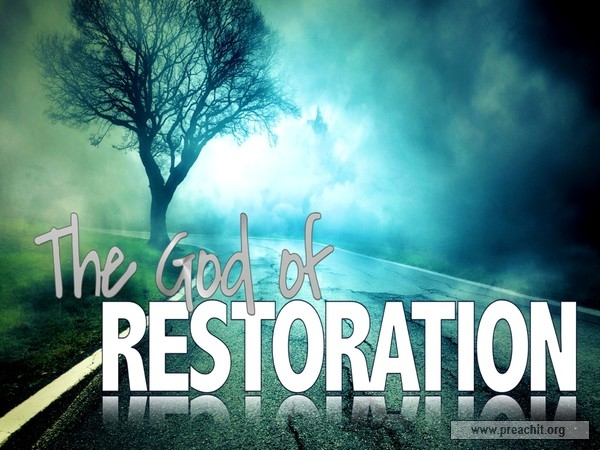 The God of
RESTORATION
www.preachit.org